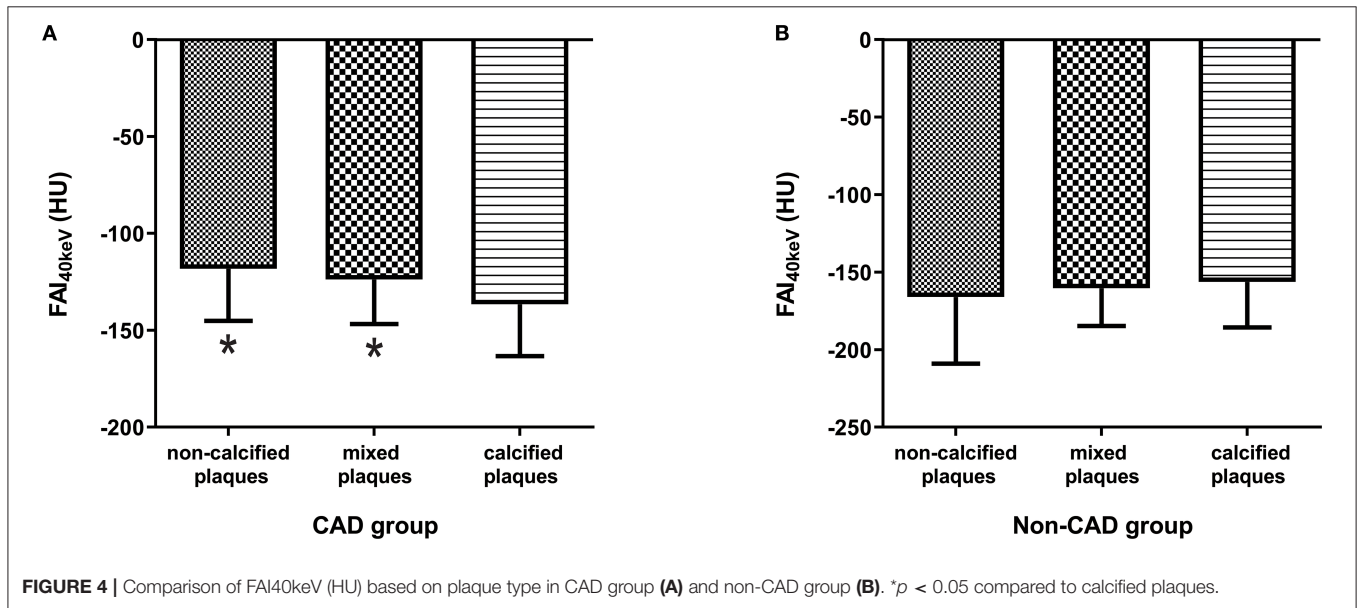 A
0
-50
-100
-150
-200
FAI40keV (HU)
*
*
non-calcified plaques
mixed plaques
calcified plaques
CAD group
B
0
-50
-100
-150
-200
-250
FAI40keV (HU)
non-calcified plaques
mixed plaques
calcified plaques
Non-CAD group
FIGURE 4 | Comparison of FAI40keV (HU) based on plaque type in CAD group (A) and non-CAD group (B). *p < 0.05 compared to calcified plaques.